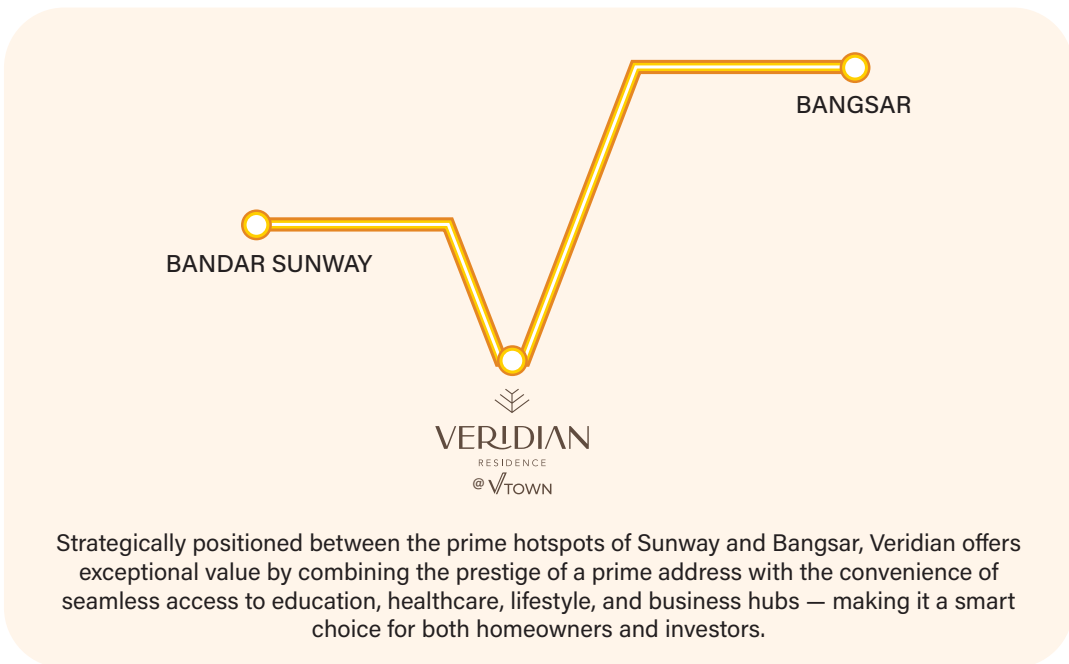 BANGSAR
BANDAR SUNWAY
VERIDIAN
RESIDENCE
@ VTOWN
Strategically positioned between the prime hotspots of Sunway and Bangsar, Veridian offers
exceptional value by combining the prestige of a prime address with the convenience of
seamless access to education, healthcare, lifestyle, and business hubs — making it a smart
choice for both homeowners and investors.